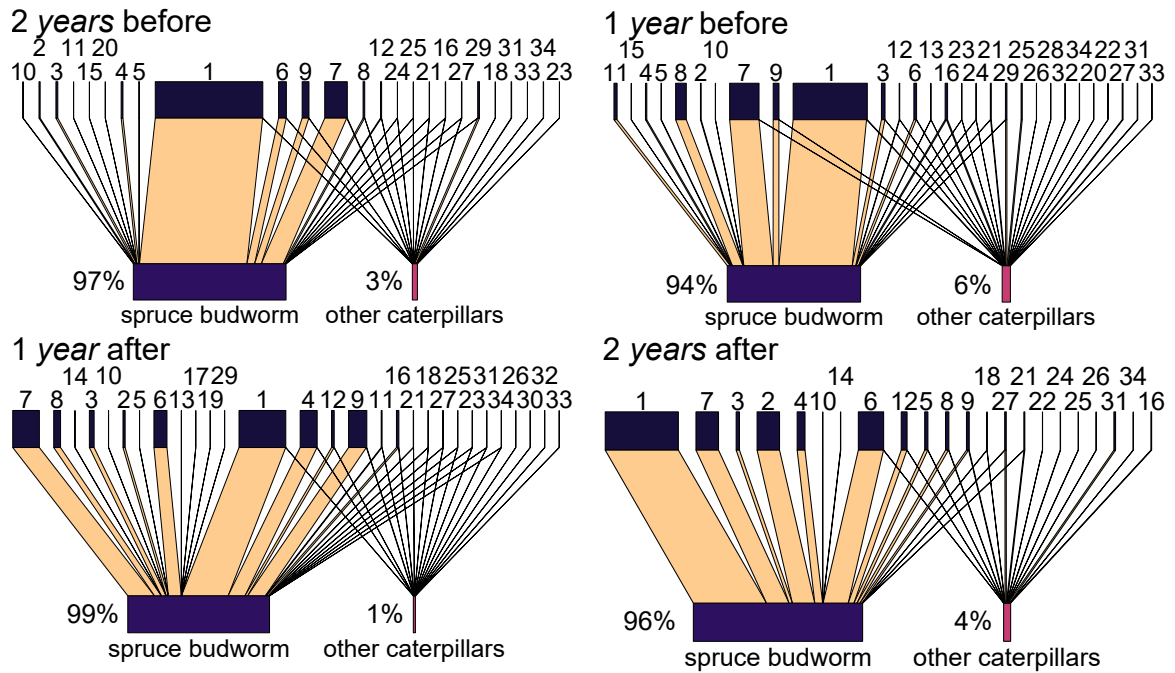 2 years before
2 11 20 12 25 16 29 31 34
10 3 15 4 5 1 6 9 7 8 24 21 27 18 33 23
97%
3%
spruce budworm
other caterpillars
1 year before
15 10 12 13 23 21 25 28 34 22 31
11 4 5 8 2 7 9 1 3 6 16 24 29 26 32 20 27 33
94%
6%
spruce budworm
other caterpillars
1 year after
14 10 17 29 16 18 25 31 26 32
7 8 3 2 5 6 13 19 1 4 12 9 11 21 27 23 34 30 33
99%
1%
spruce budworm
other caterpillars
2 years after
14 18 21 24 26 34
1 7 3 2 4 10 6 12 5 8 9 27 22 25 31 16
96%
4%
spruce budworm
other caterpillars